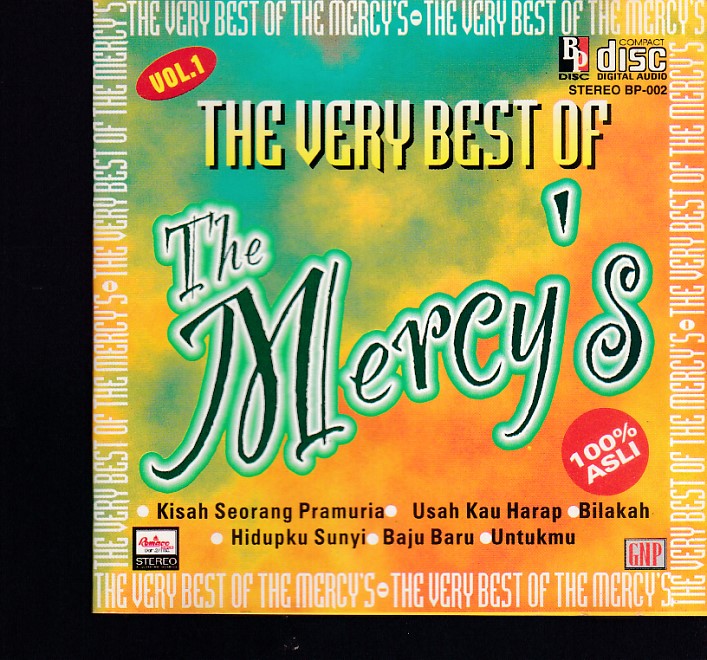 THE VERY BEST OF THE MERCY'S - THE VERY BEST OF THE MERCY'S
THE VERY BEST OF THE MERCY'S - THE VERY BEST OF THE MERCY'S
VOL.1
BP
DISC
COMPACT
disc
DIGITAL AUDIO
STEREO BP-002
THE VERY BEST OF
The
Mercy's
100%
ASLI
• Kisah Seorang Pramuria • Usah Kau Harap • Bilakah
• Hidupku Sunyi • Baju Baru • Untukmu
Remaco
STEREO
GNP
THE VERY BEST OF THE MERCY'S - THE VERY BEST OF THE MERCY'S
THE VERY BEST OF THE MERCY'S - THE VERY BEST OF THE MERCY'S